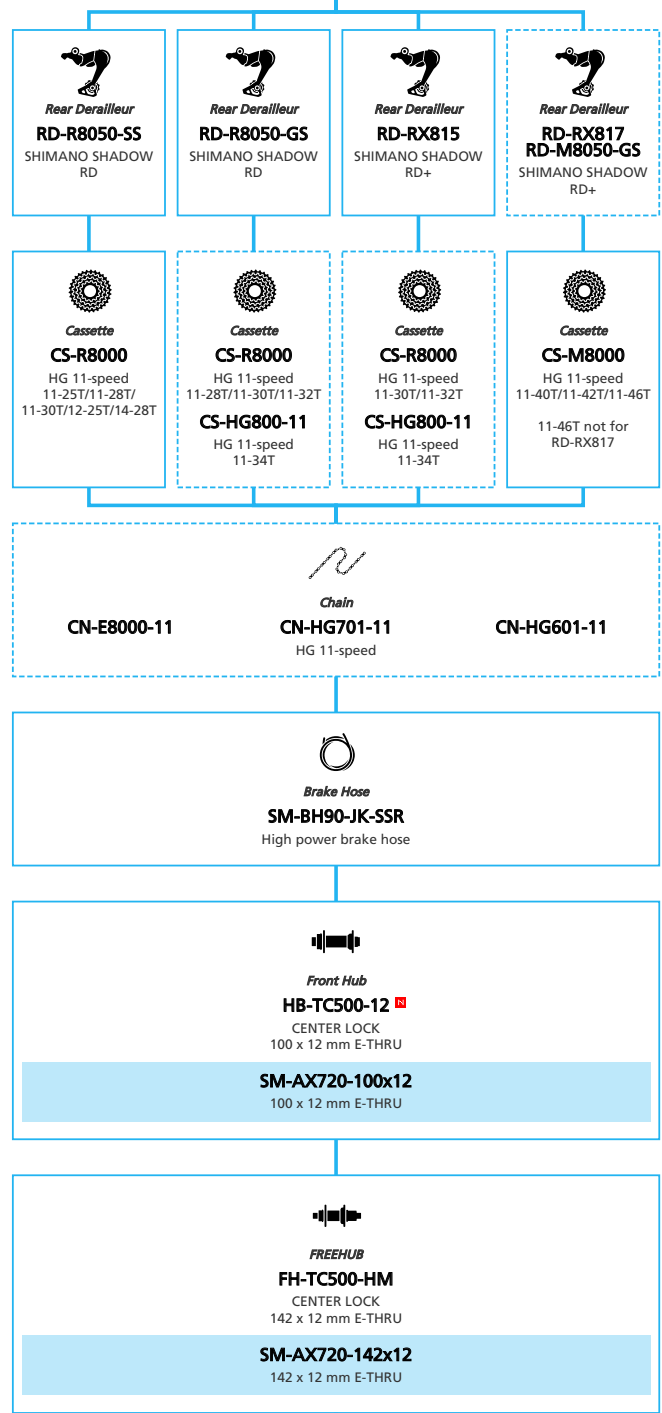 Rear Derailleur
RD-R8050-SS
SHIMANO SHADOW
RD
Rear Derailleur
RD-R8050-GS
SHIMANO SHADOW
RD
Rear Derailleur
RD-RX815
SHIMANO SHADOW
RD+
Rear Derailleur
RD-RX817
RD-M8050-GS
SHIMANO SHADOW
RD+
Cassette
CS-R8000
HG 11-speed
11-25T/11-28T/
11-30T/12-25T/14-28T
Cassette
CS-R8000
HG 11-speed
11-28T/11-30T/11-32T
CS-HG800-11
HG 11-speed
11-34T
Cassette
CS-R8000
HG 11-speed
11-30T/11-32T
CS-HG800-11
HG 11-speed
11-34T
Cassette
CS-M8000
HG 11-speed
11-40T/11-42T/11-46T
11-46T not for
RD-RX817
Chain
CN-E8000-11
CN-HG701-11
HG 11-speed
CN-HG601-11
Brake Hose
SM-BH90-JK-SSR
High power brake hose
Front Hub
HB-TC500-12 N
CENTER LOCK
100 x 12 mm E-THRU
SM-AX720-100x12
100 x 12 mm E-THRU
FREEHUB
FH-TC500-HM
CENTER LOCK
142 x 12 mm E-THRU
SM-AX720-142x12
142 x 12 mm E-THRU